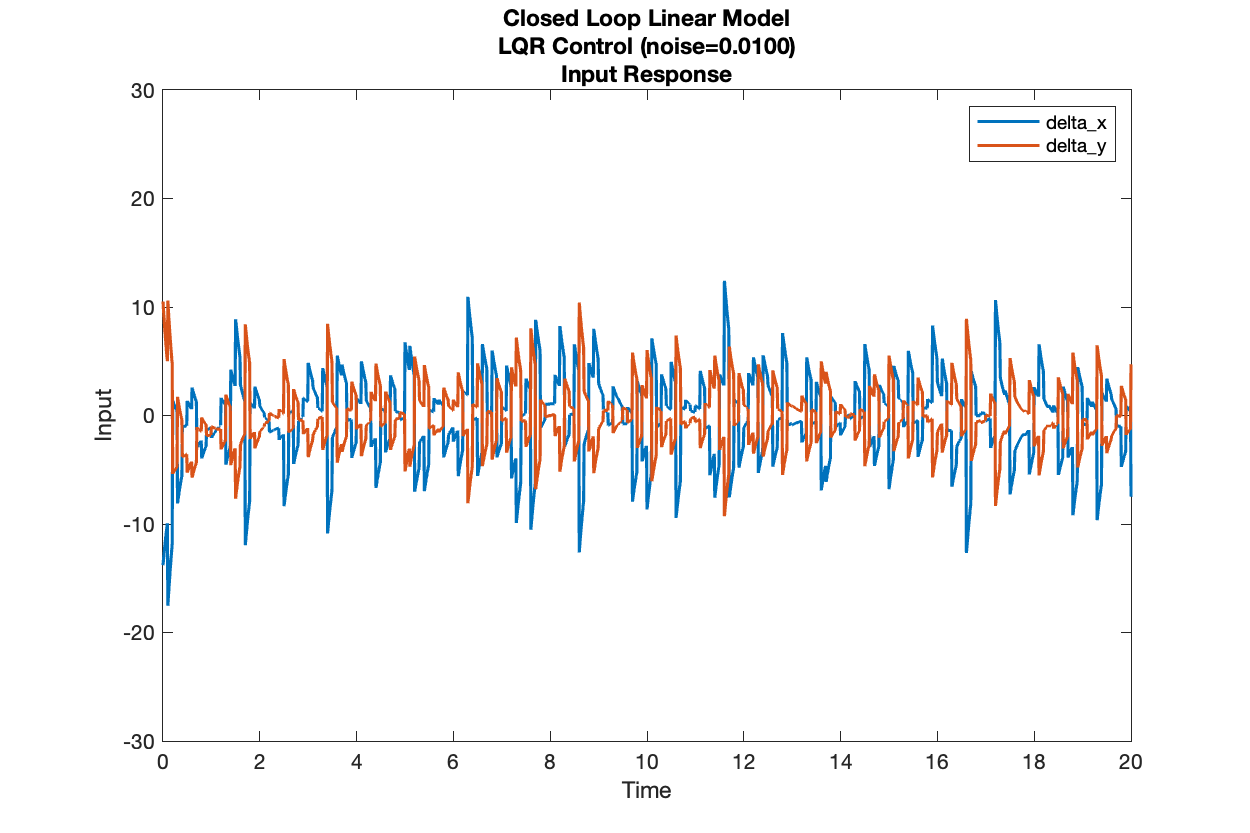 Closed Loop Linear Model
LQR Control (noise=0.0100)
Input Response
delta_x
delta_y
30
20
10
0
-10
-20
-30
Input
0 2 4 6 8 10 12 14 16 18 20
Time